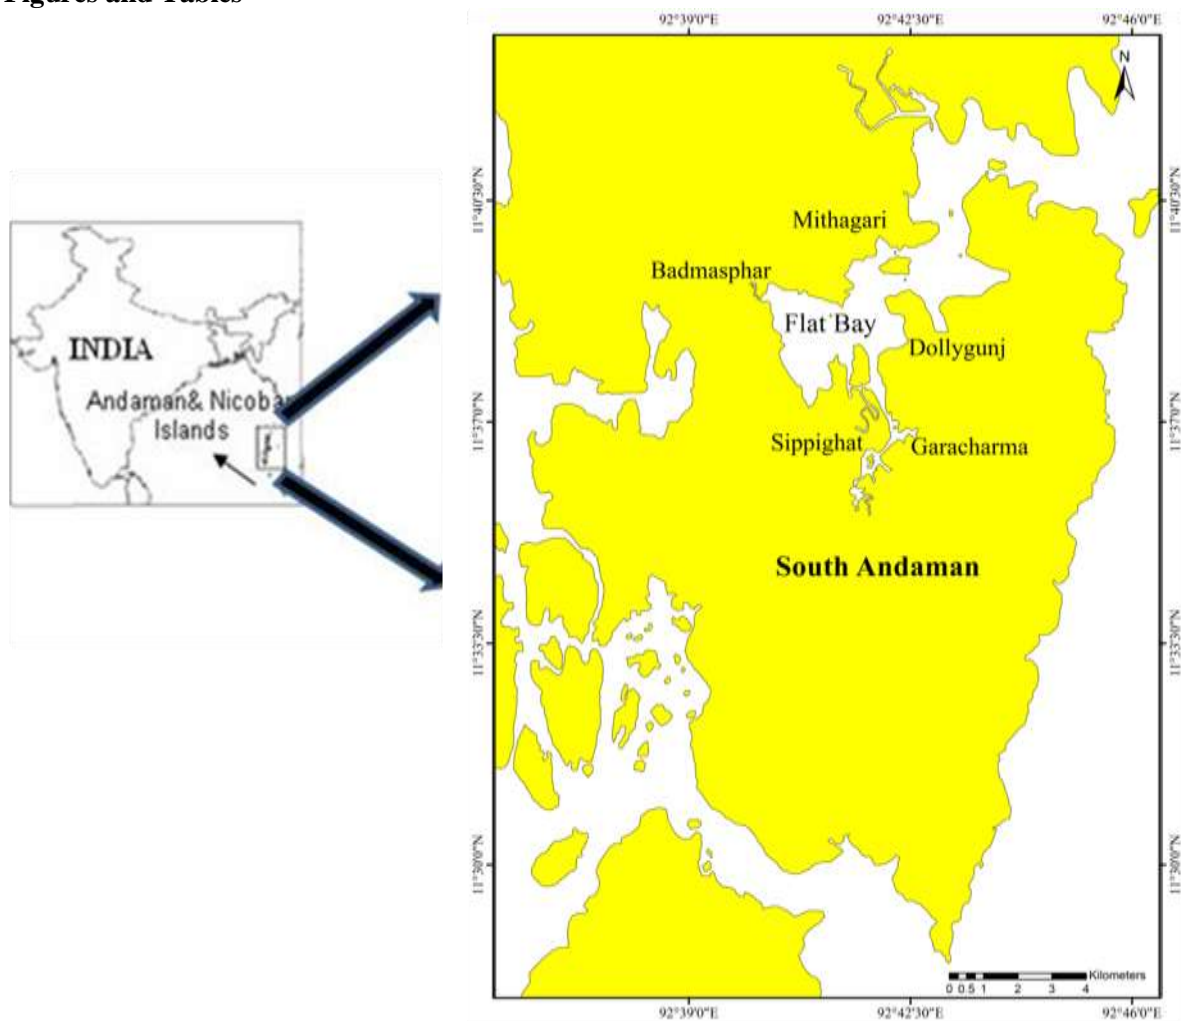 Figures and Tables
92°39'0"E 92°42'30"E 92°46'0"E
N
11°40'30"N 11°40'30"N
Mithagari
Badmasphar
Flat Bay
Dollygunj
INDIA
Andaman& Nicobar
Islands
11°37'0"N 11°37'0"N
Sippighat
Garacharma
South Andaman
11°33'30"N 11°33'30"N
11°30'0"N 11°30'0"N
Kilometers
0 0.5 1 2 3 4
92°39'0"E 92°42'30"E 92°46'0"E